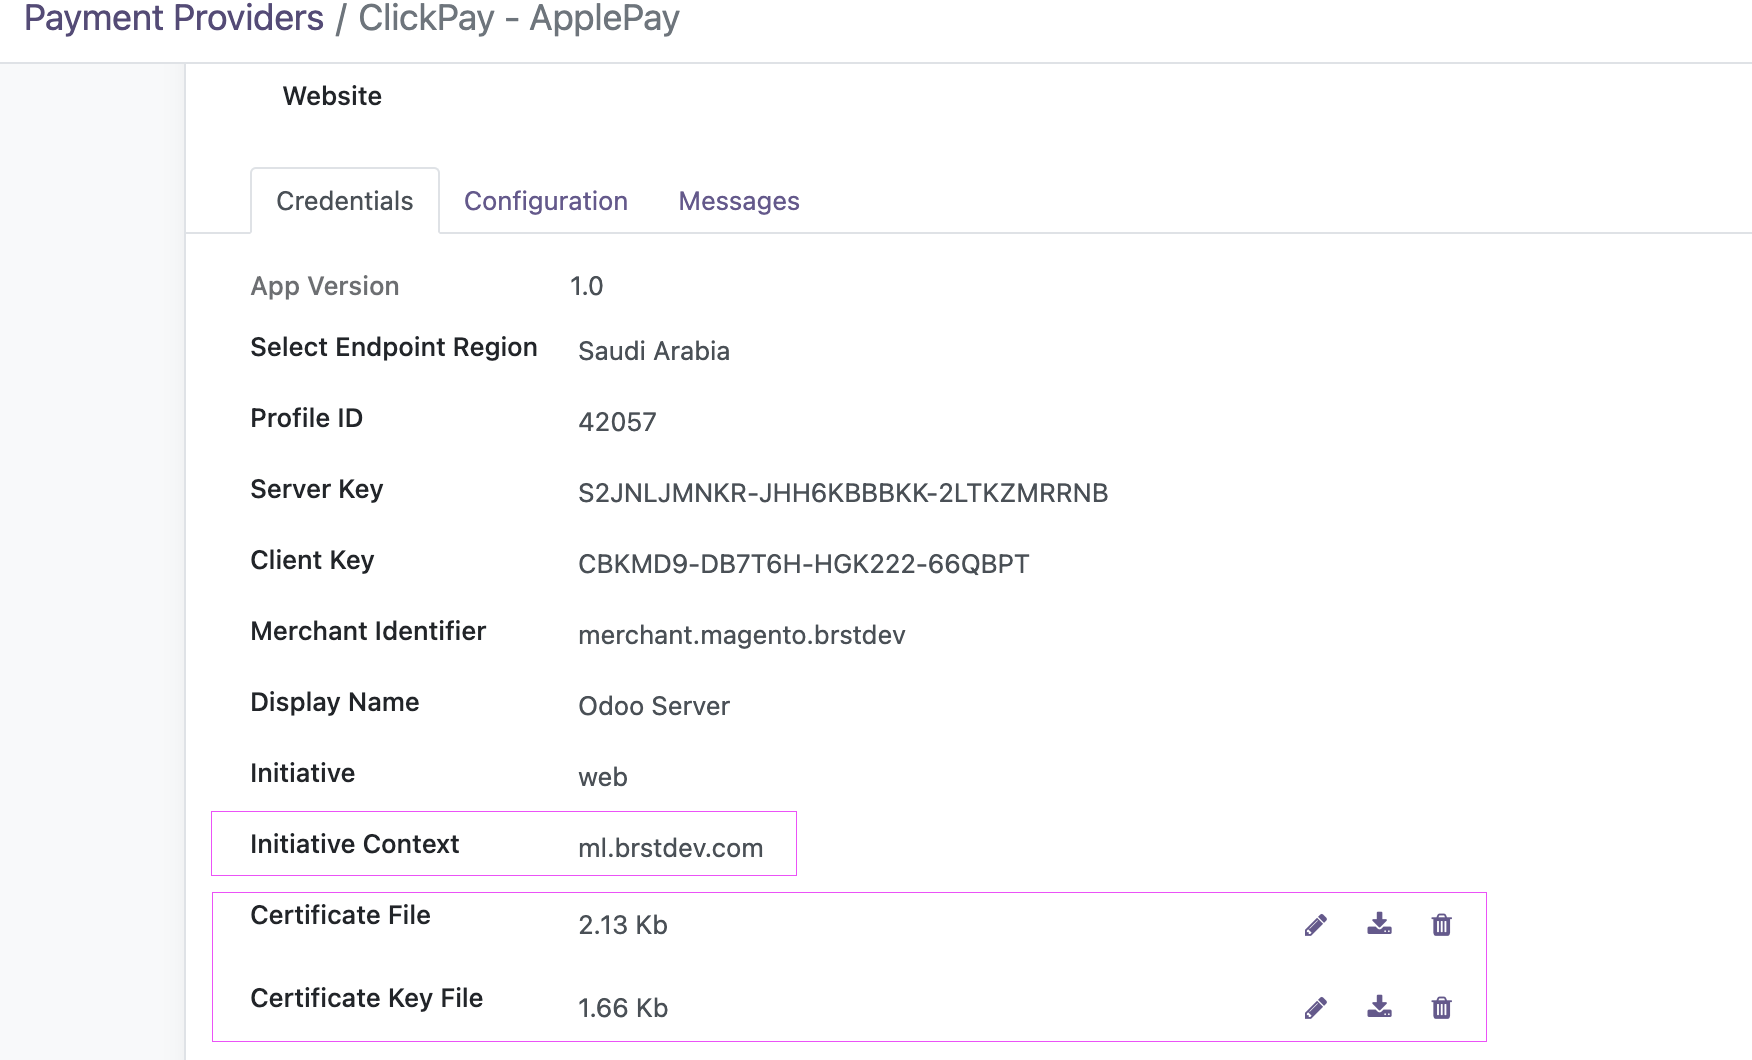 Payment Providers / ClickPay - ApplePay
Website
Credentials Configuration Messages
App Version 1.0
Select Endpoint Region Saudi Arabia
Profile ID 42057
Server Key S2JNLJMNKR-JHH6KBBBKK-2LTKZMRRNB
Client Key CBKMD9-DB7T6H-HGK222-66QBPT
Merchant Identifier merchant.magento.brstdev
Display Name Odoo Server
Initiative web
Initiative Context ml.brstdev.com
Certificate File 2.13 Kb
Certificate Key File 1.66 Kb